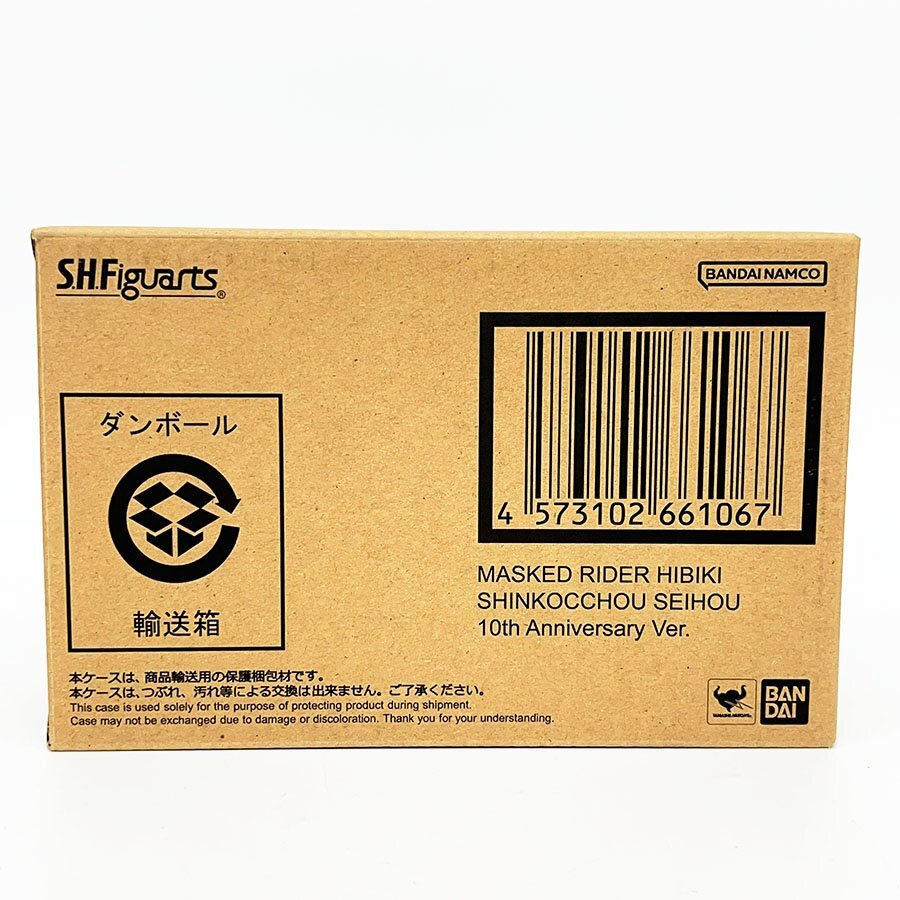 S.H.Figuarts®
BANDAI NAMCO
ダンボール
輸送箱
4 573102 661067
MASKED RIDER HIBIKI
SHINKOCCHOU SEIHOU
10th Anniversary Ver.
本ケースは、商品輸送用の保護梱包材です。
本ケースは、つぶれ、汚れ等による交換は出来ません。ご了承ください。
This case is used solely for the purpose of protecting product during shipment.
Case may not be exchanged due to damage or discoloration. Thank you for your understanding.
BAN
DAI